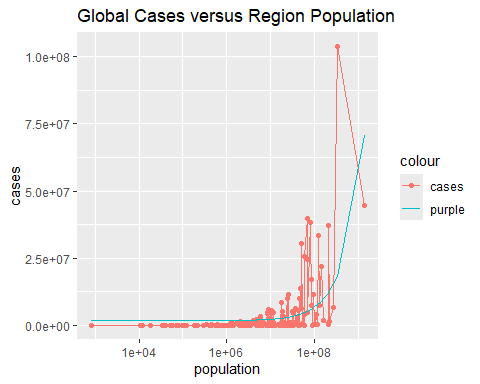 Global Cases versus Region Population
1.0e+08
7.5e+07
5.0e+07
2.5e+07
0.0e+00
cases
1e+04
1e+06
1e+08
population
colour
cases
purple